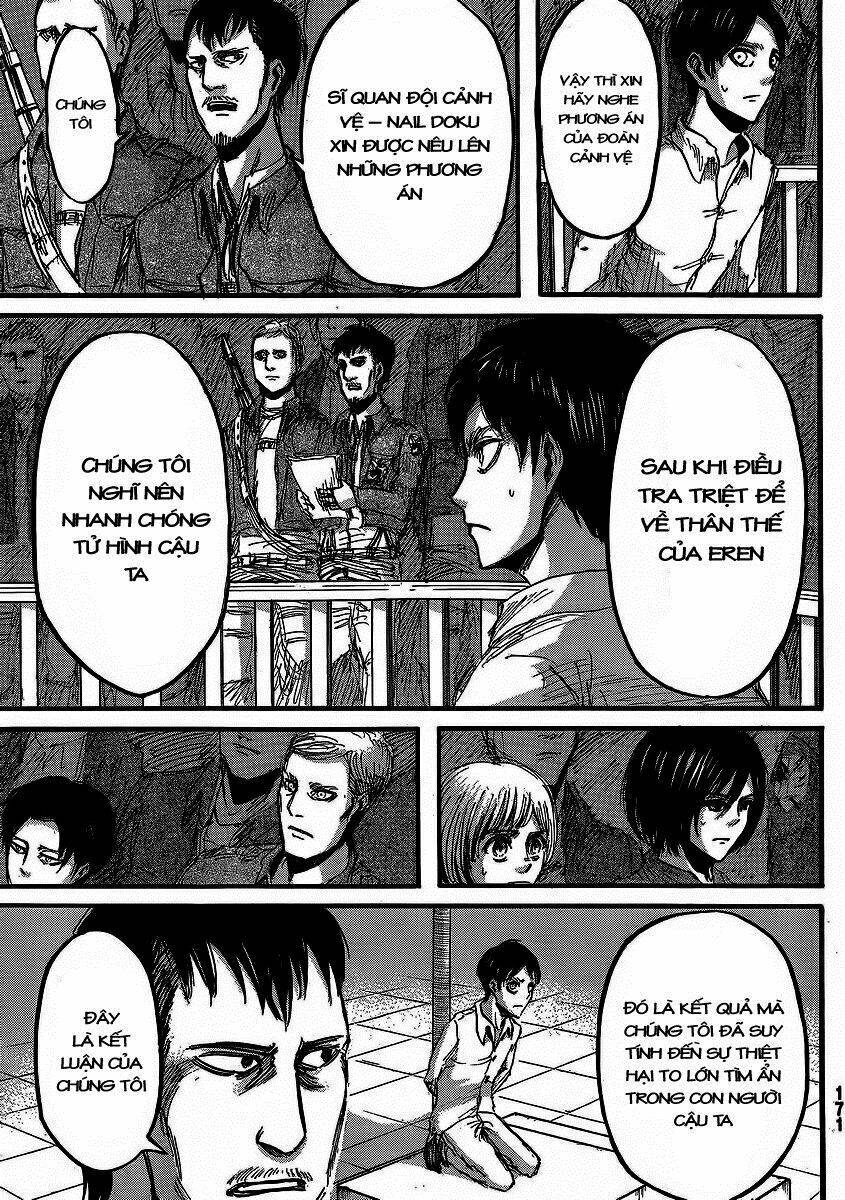 VẬY THÌ XIN
HÃY NGHE
PHƯƠNG ÁN
CỦA ĐOÀN
CẢNH VỆ
SĨ QUAN ĐỘI CẢNH
VỆ – NAIL DOKU
XIN ĐƯỢC NÊU LÊN
NHỮNG PHƯƠNG
ÁN
CHÚNG
TÔI
SAU KHI ĐIỀU
TRA TRIỆT ĐỂ
VỀ THÂN THẾ
CỦA EREN
CHÚNG TÔI
NGHĨ NÊN
NHANH CHÓNG
TỬ HÌNH CẬU
TA
ĐÓ LÀ KẾT QUẢ MÀ
CHÚNG TÔI ĐÃ SUY
TÍNH ĐẾN SỰ THIỆT
HẠI TO LỚN TÌM ẨN
TRONG CON NGƯỜI
CẬU TA
ĐÂY
LÀ KẾT
LUẬN CỦA
CHÚNG TÔI
171